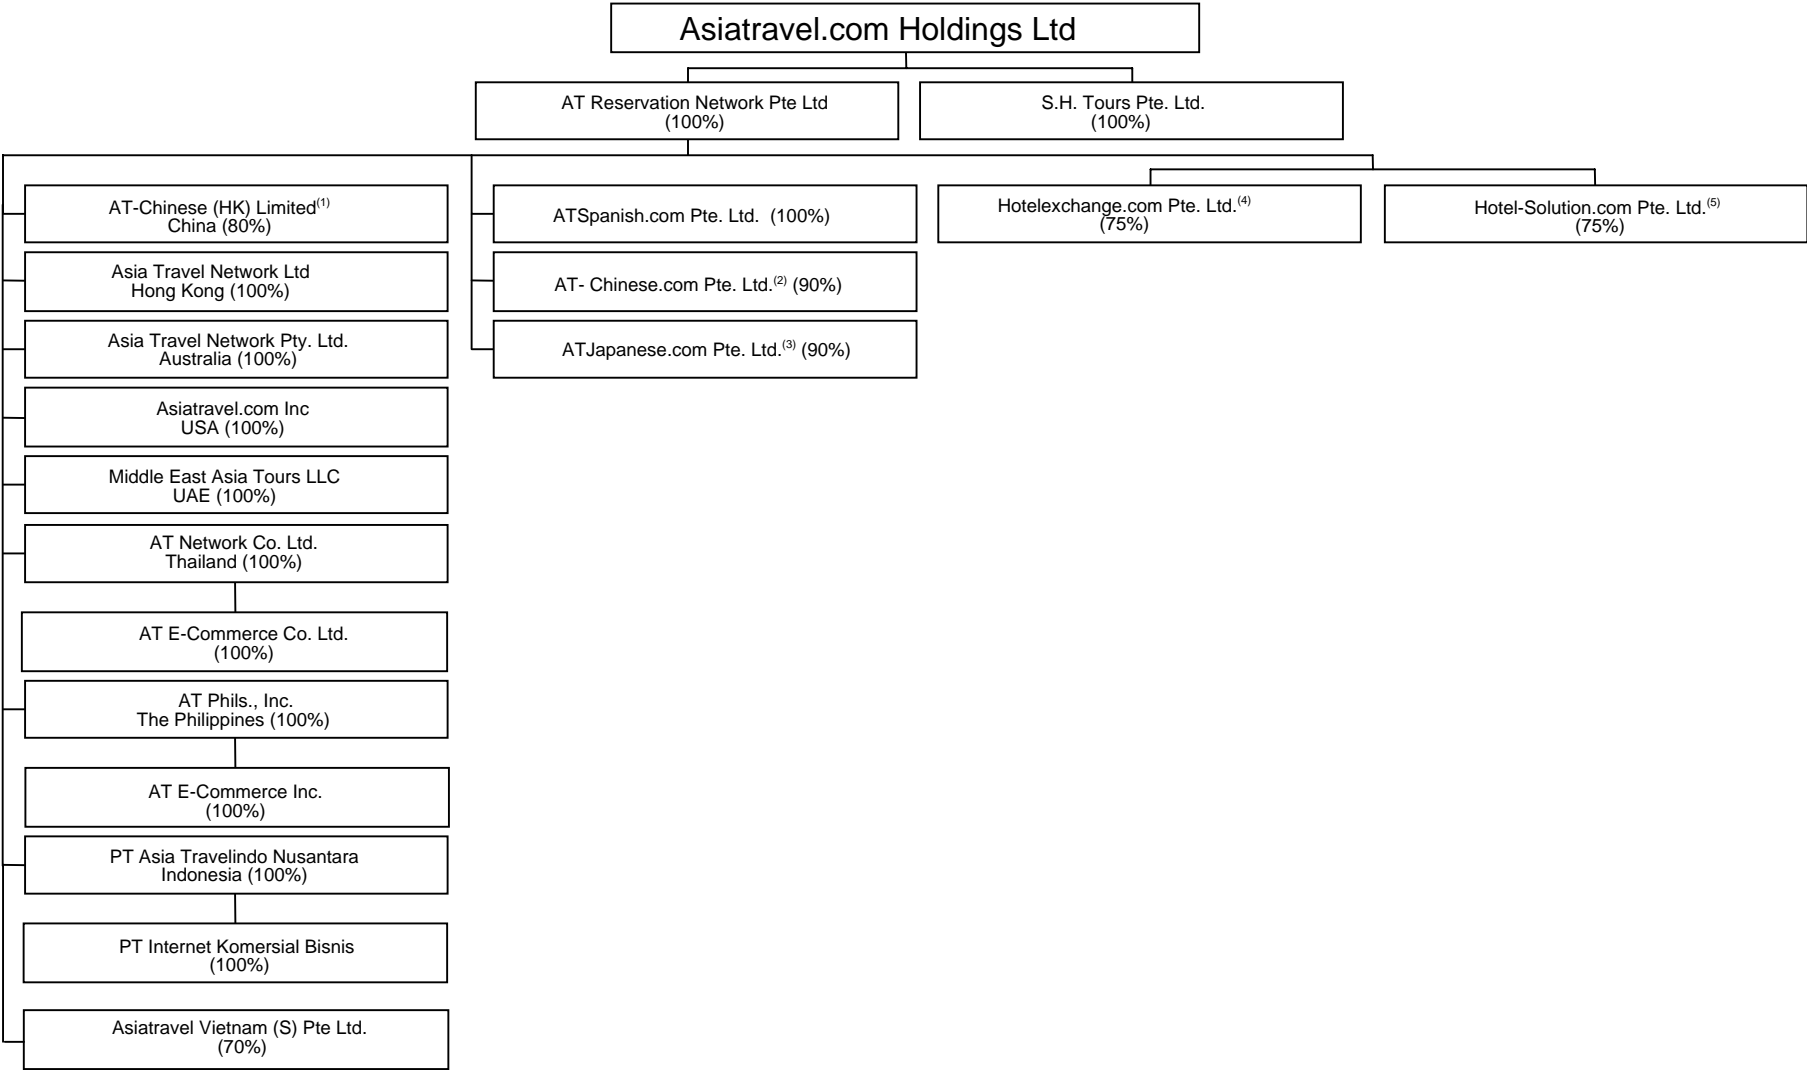 Asiatravel.com Holdings Ltd
AT Reservation Network Pte Ltd
(100%)
S.H. Tours Pte. Ltd.
(100%)
AT-Chinese (HK) Limited(1)
China (80%)
Asia Travel Network Ltd
Hong Kong (100%)
Asia Travel Network Pty. Ltd.
Australia (100%)
Asiatravel.com Inc
USA (100%)
Middle East Asia Tours LLC
UAE (100%)
AT Network Co. Ltd.
Thailand (100%)
AT E-Commerce Co. Ltd.
(100%)
AT Phils., Inc.
The Philippines (100%)
AT E-Commerce Inc.
(100%)
PT Asia Travelindo Nusantara
Indonesia (100%)
PT Internet Komersial Bisnis
(100%)
Asiatravel Vietnam (S) Pte Ltd.
(70%)
ATSpanish.com Pte. Ltd. (100%)
AT- Chinese.com Pte. Ltd.(2) (90%)
ATJapanese.com Pte. Ltd.(3) (90%)
Hotelexchange.com Pte. Ltd.(4)
(75%)
Hotel-Solution.com Pte. Ltd.(5)
(75%)